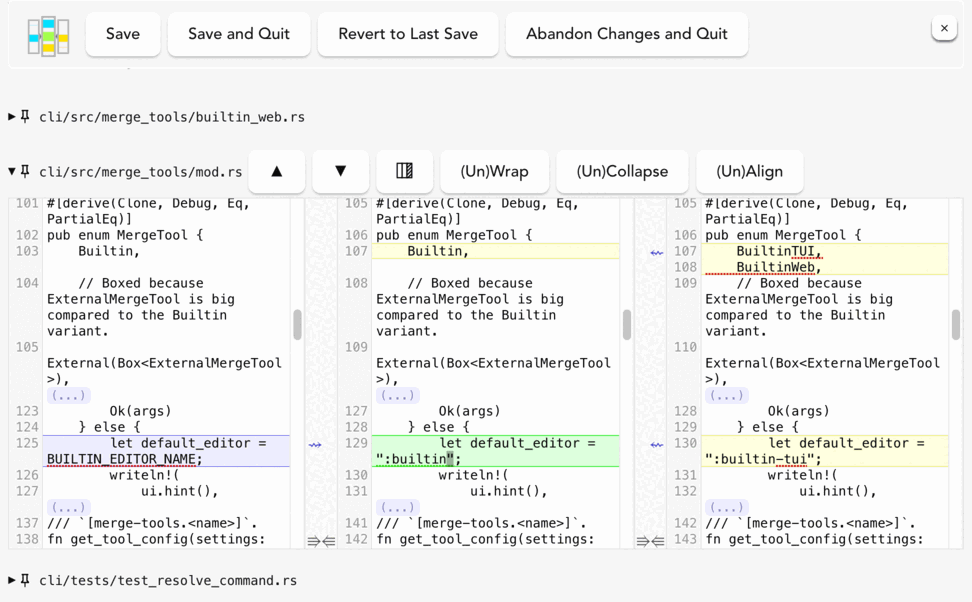 Save
Save and Quit
Revert to Last Save
Abandon Changes and Quit
×
▶ cli/src/merge_tools/builtin_web.rs
▼ cli/src/merge_tools/mod.rs
▲
▼
(Un)Wrap
(Un)Collapse
(Un)Align
101 #[derive(Clone, Debug, Eq,
PartialEq)]
102 pub enum MergeTool {
103     Builtin,
104     // Boxed because
ExternalMergeTool is big
compared to the Builtin
variant.
105
External(Box<ExternalMergeTool
>),
(...)
123         Ok(args)
124     } else {
125         let default_editor =
BUILTIN_EDITOR_NAME;
126         writeln!(
127             ui.hint(),
(...)
137 /// `[merge-tools.<name>]`.
138 fn get_tool_config(settings:
105 #[derive(Clone, Debug, Eq,
PartialEq)]
106 pub enum MergeTool {
107     Builtin,
108     // Boxed because
ExternalMergeTool is big
compared to the Builtin
variant.
109
External(Box<ExternalMergeTool
>),
(...)
127         Ok(args)
128     } else {
129         let default_editor =
":builtin";
130         writeln!(
131             ui.hint(),
(...)
141 /// `[merge-tools.<name>]`.
142 fn get_tool_config(settings:
105 #[derive(Clone, Debug, Eq,
PartialEq)]
106 pub enum MergeTool {
107     BuiltinTUI,
108     BuiltinWeb,
109     // Boxed because
ExternalMergeTool is big
compared to the Builtin
variant.
110
External(Box<ExternalMergeTool
>),
(...)
128         Ok(args)
129     } else {
130         let default_editor =
":builtin-tui";
131         writeln!(
132             ui.hint(),
(...)
142 /// `[merge-tools.<name>]`.
143 fn get_tool_config(settings:
▶ cli/tests/test_resolve_command.rs